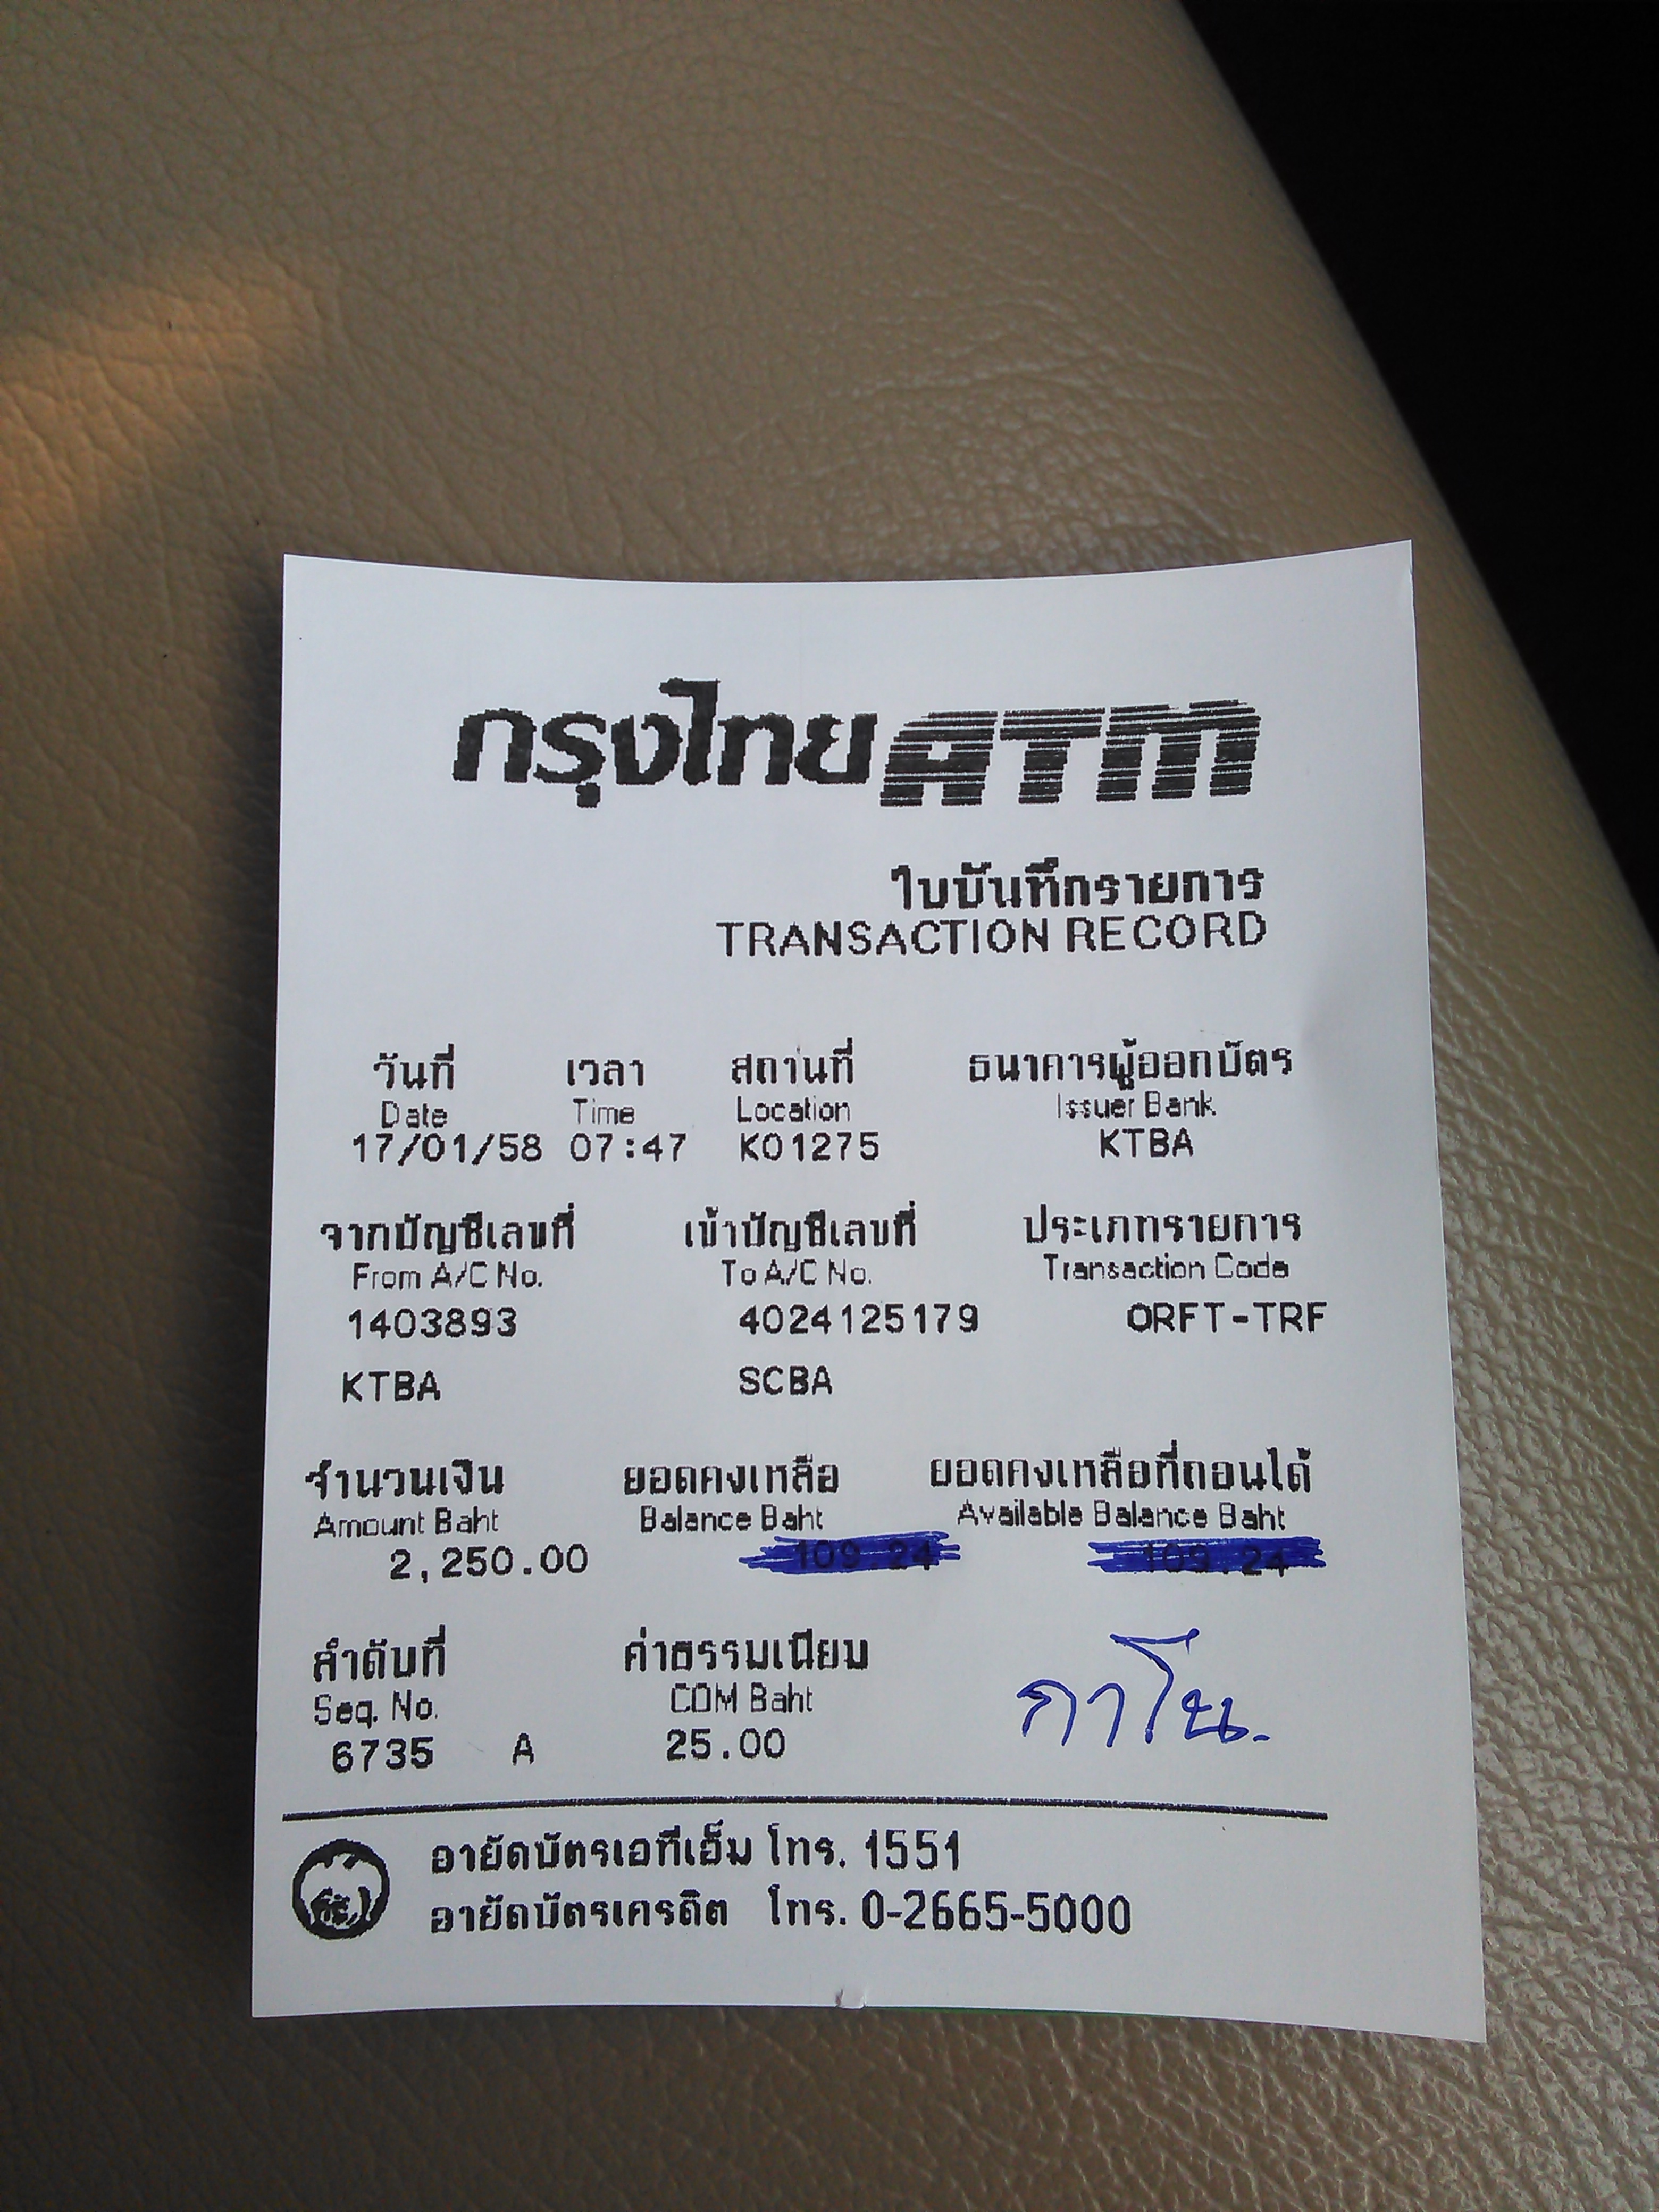 กรุงไทย ATM
ใบบันทึกรายการ
TRANSACTION RECORD
วันที่ เวลา สถานที่ ธนาคารผู้ออกบัตร
Date Time Location Issuer Bank
17/01/58 07:47 K01275 KTBA
จากบัญชีเลขที่ เข้าบัญชีเลขที่ ประเภทรายการ
From A/C No. To A/C No. Transaction Code
1403893 4024125179 ORFT-TRF
KTBA SCBA
จำนวนเงิน ยอดคงเหลือ ยอดคงเหลือที่ถอนได้
Amount Baht Balance Baht Available Balance Baht
2,250.00
ลำดับที่ ค่าธรรมเนียม
Seq. No. COM Baht
6735 A 25.00
อายัดบัตรเอทีเอ็ม โทร. 1551
อายัดบัตรเครดิต โทร. 0-2665-5000